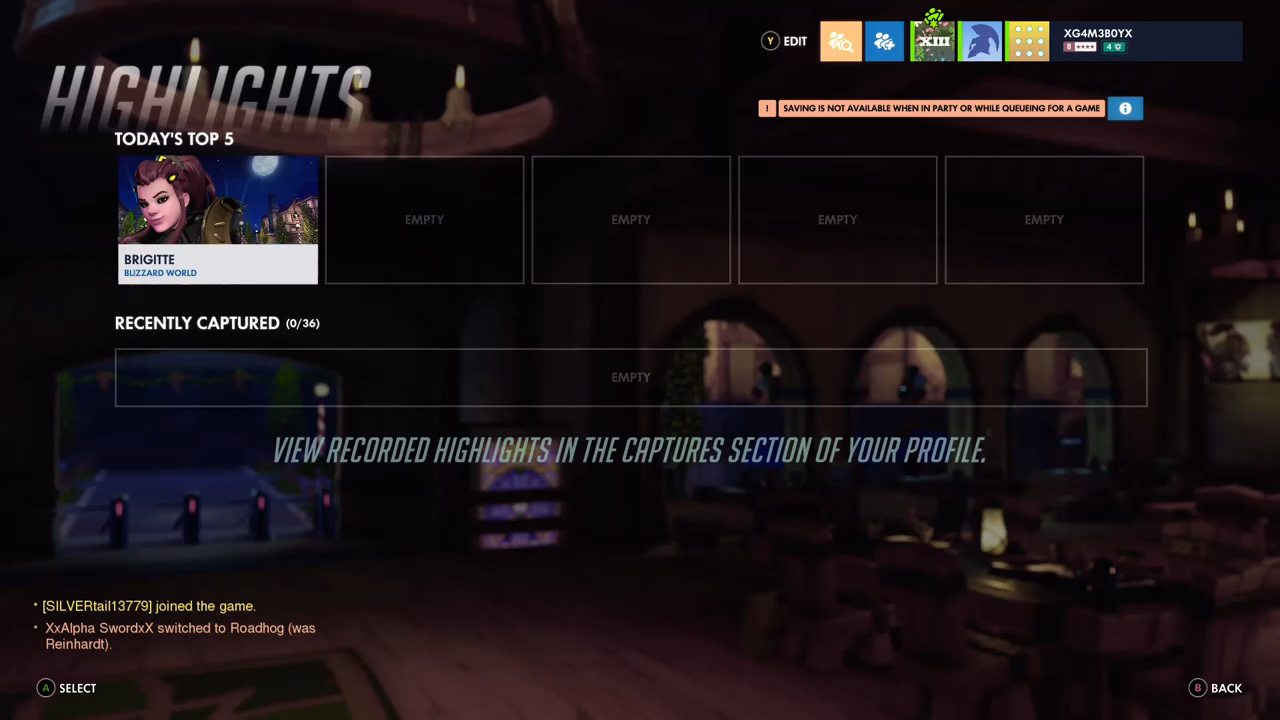 HIGHLIGHTS
Y EDIT
XIII
XG4M3B0YX
8 ****
4
! SAVING IS NOT AVAILABLE WHEN IN PARTY OR WHILE QUEUEING FOR A GAME
TODAY'S TOP 5
BRIGITTE
BLIZZARD WORLD
EMPTY
EMPTY
EMPTY
EMPTY
RECENTLY CAPTURED (0/36)
EMPTY
VIEW RECORDED HIGHLIGHTS IN THE CAPTURES SECTION OF YOUR PROFILE.
• [SILVERtail13779] joined the game.
• XxAlpha SwordxX switched to Roadhog (was
Reinhardt).
A SELECT
B BACK